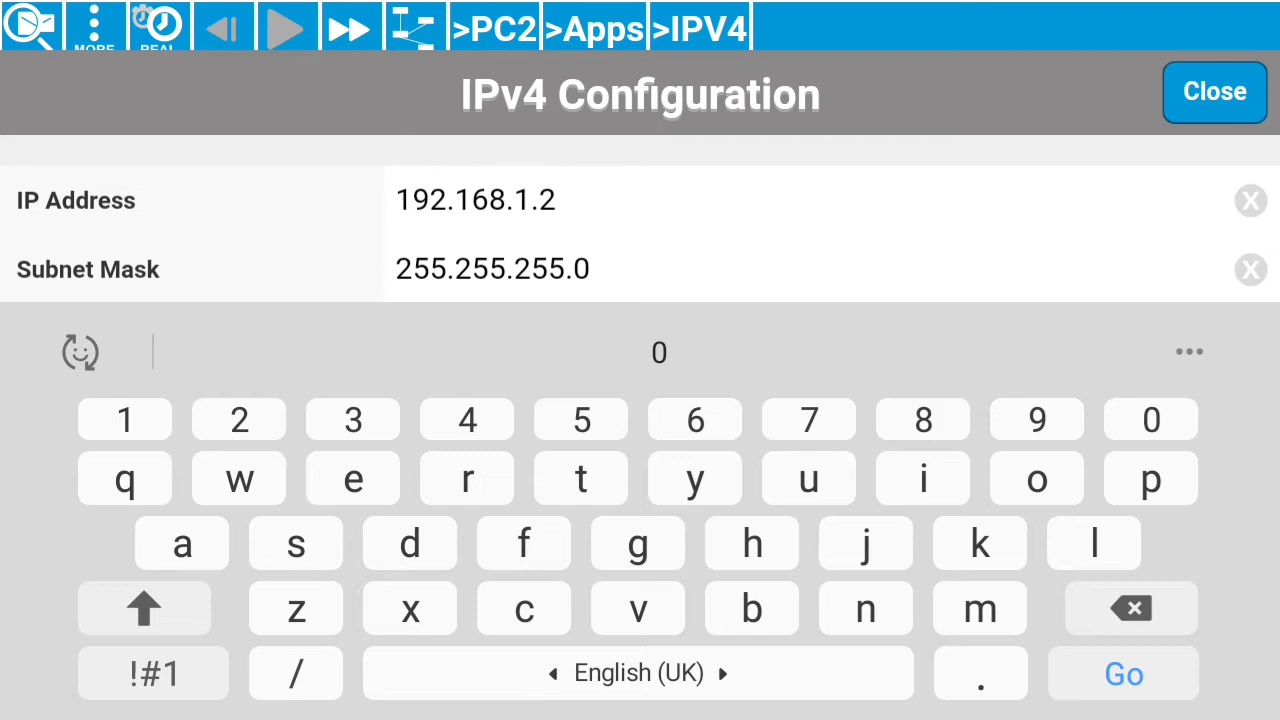 MORE REAL >PC2 >Apps >IPV4
IPv4 Configuration Close
IP Address 192.168.1.2 X
Subnet Mask 255.255.255.0 X
0
1 2 3 4 5 6 7 8 9 0
q w e r t y u i o p
a s d f g h j k l
z x c v b n m
!#1 / English (UK) . Go